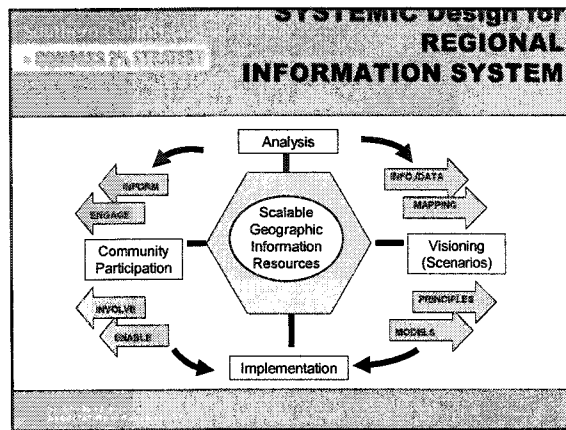 SYSTEMIC Design for
REGIONAL
INFORMATION SYSTEM
Analysis
INFORM
ENGAGE
INFO./DATA
MAPPING
Scalable
Geographic
Information
Resources
Community
Participation
Visioning
(Scenarios)
INVOLVE
ENABLE
PRINCIPLES
MODELS
Implementation